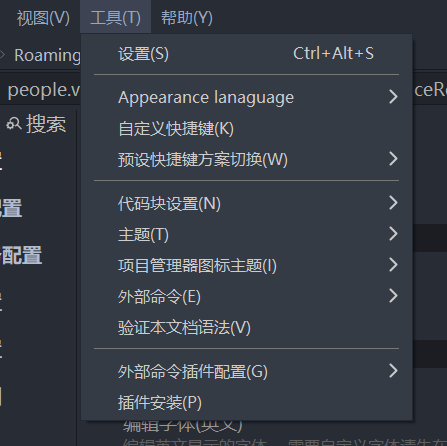 视图(V) 工具(T) 帮助(Y)
Roaming
people.v
搜索
配置
配置
设置(S) Ctrl+Alt+S
Appearance lanaguage
自定义快捷键(K)
预设快捷键方案切换(W)
代码块设置(N)
主题(T)
项目管理器图标主题(I)
外部命令(E)
验证本文档语法(V)
外部命令插件配置(G)
插件安装(P)
编辑字体(英文)